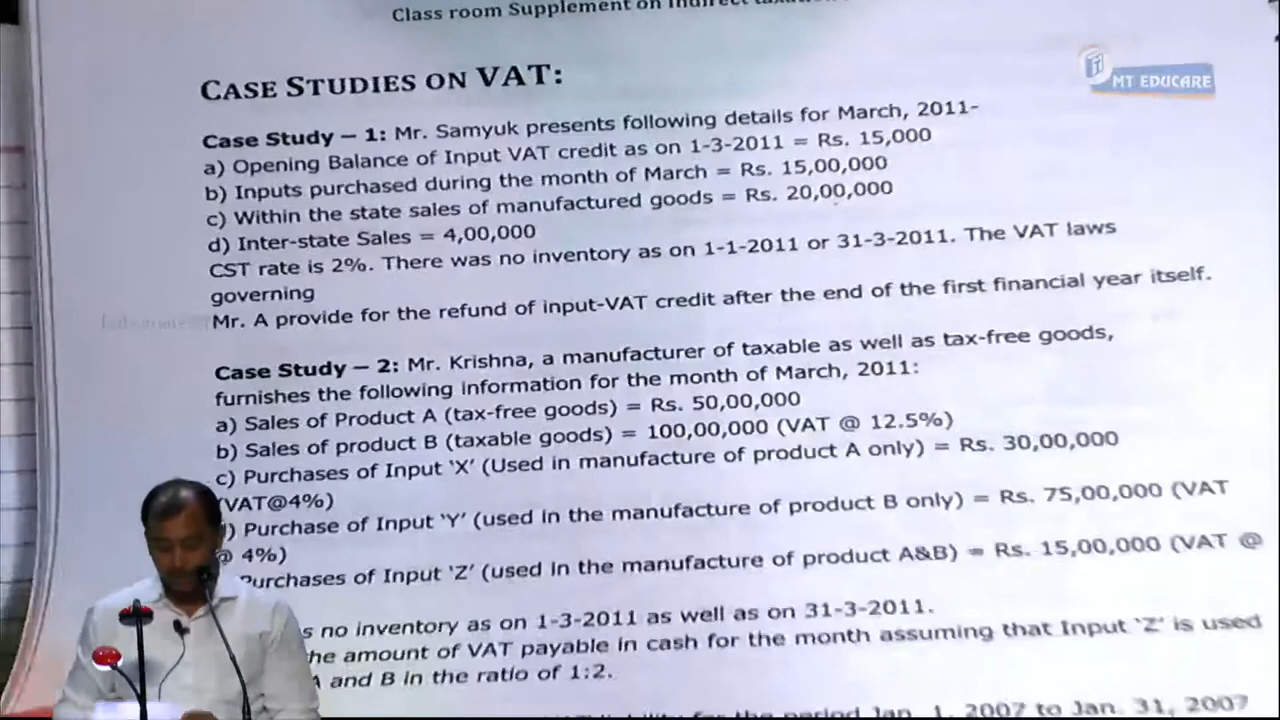 Class room Supplement on Indirect
MT EDUCARE
CASE STUDIES ON VAT:
Case Study – 1: Mr. Samyuk presents following details for March, 2011-
a) Opening Balance of Input VAT credit as on 1-3-2011 = Rs. 15,000
b) Inputs purchased during the month of March = Rs. 15,00,000
c) Within the state sales of manufactured goods = Rs. 20,00,000
d) Inter-state Sales = 4,00,000
CST rate is 2%. There was no inventory as on 1-1-2011 or 31-3-2011. The VAT laws
governing
Mr. A provide for the refund of input-VAT credit after the end of the first financial year itself.
Case Study – 2: Mr. Krishna, a manufacturer of taxable as well as tax-free goods,
furnishes the following information for the month of March, 2011:
a) Sales of Product A (tax-free goods) = Rs. 50,00,000
b) Sales of product B (taxable goods) = 100,00,000 (VAT @ 12.5%)
c) Purchases of Input 'X' (Used in manufacture of product A only) = Rs. 30,00,000
(VAT@4%)
) Purchase of Input 'Y' (used in the manufacture of product B only) = Rs. 75,00,000 (VAT
@ 4%)
Purchases of Input 'Z' (used in the manufacture of product A&B) = Rs. 15,00,000 (VAT @
s no inventory as on 1-3-2011 as well as on 31-3-2011.
he amount of VAT payable in cash for the month assuming that Input 'Z' is used
A and B in the ratio of 1:2.
for the period Jan. 1, 2007 to Jan. 31, 2007